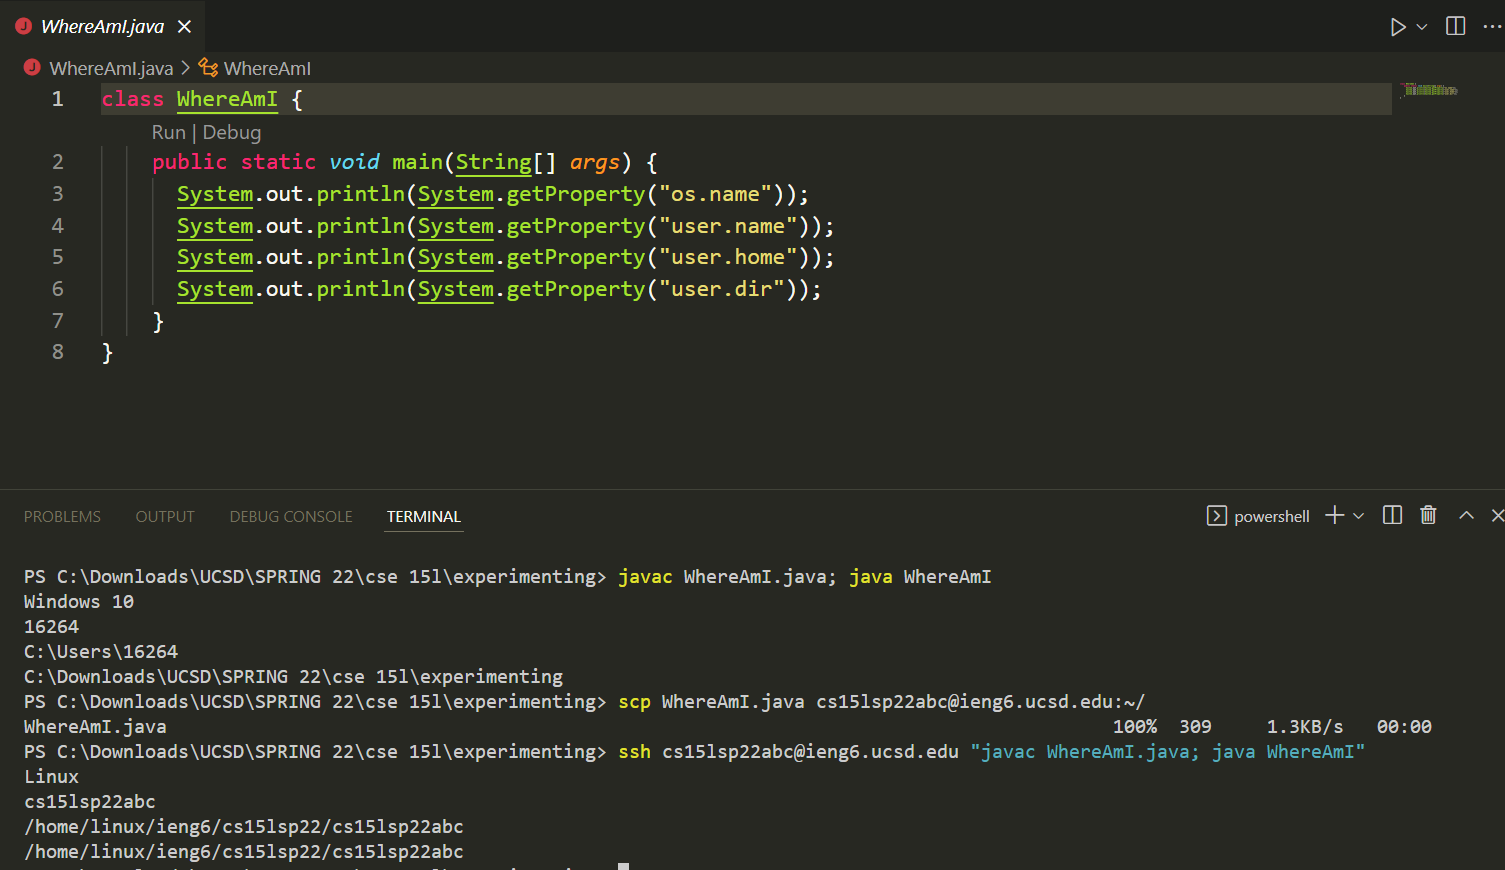 WhereAmI.java
WhereAmI.java > WhereAmI
1 class WhereAmI {
Run | Debug
2 public static void main(String[] args) {
3 System.out.println(System.getProperty("os.name"));
4 System.out.println(System.getProperty("user.name"));
5 System.out.println(System.getProperty("user.home"));
6 System.out.println(System.getProperty("user.dir"));
7 }
8 }
PROBLEMS OUTPUT DEBUG CONSOLE TERMINAL powershell
PS C:\Downloads\UCSD\SPRING 22\cse 15l\experimenting> javac WhereAmI.java; java WhereAmI
Windows 10
16264
C:\Users\16264
C:\Downloads\UCSD\SPRING 22\cse 15l\experimenting
PS C:\Downloads\UCSD\SPRING 22\cse 15l\experimenting> scp WhereAmI.java cs15lsp22abc@ieng6.ucsd.edu:~/
WhereAmI.java 100% 309 1.3KB/s 00:00
PS C:\Downloads\UCSD\SPRING 22\cse 15l\experimenting> ssh cs15lsp22abc@ieng6.ucsd.edu "javac WhereAmI.java; java WhereAmI"
Linux
cs15lsp22abc
/home/linux/ieng6/cs15lsp22/cs15lsp22abc
/home/linux/ieng6/cs15lsp22/cs15lsp22abc